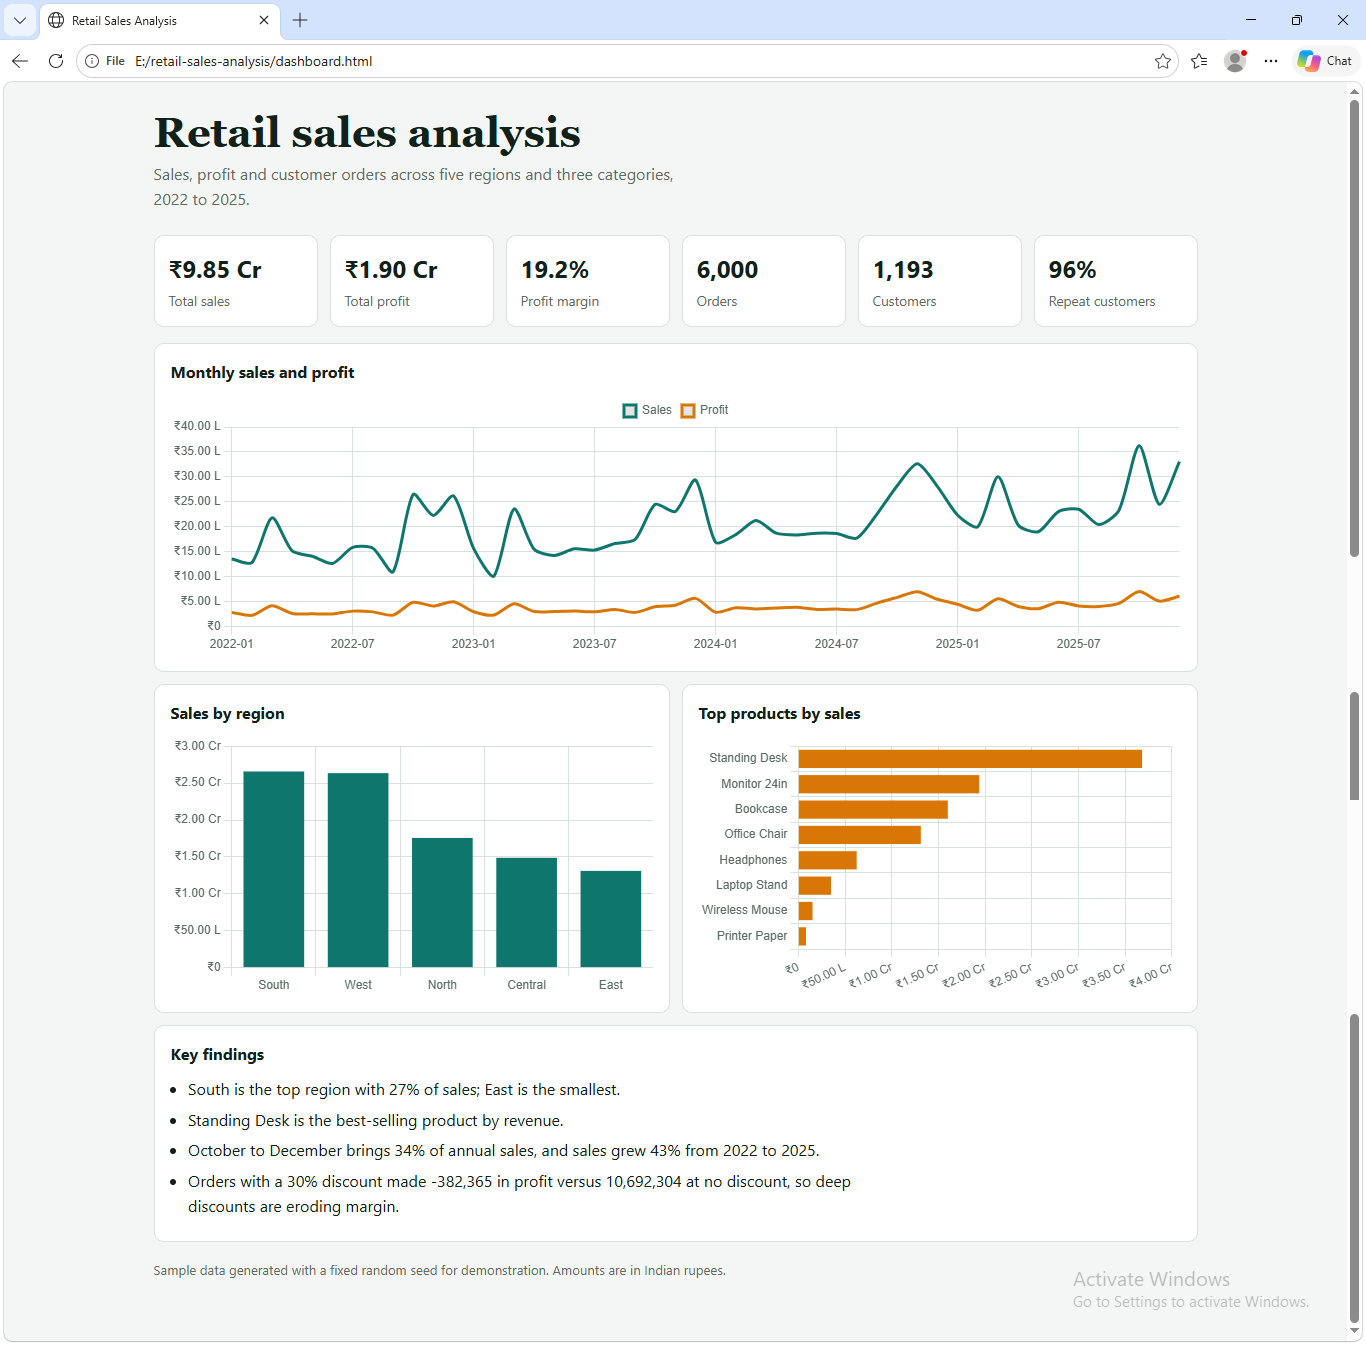 Retail Sales Analysis
File E:/retail-sales-analysis/dashboard.html
Chat
Retail sales analysis
Sales, profit and customer orders across five regions and three categories,
2022 to 2025.
₹9.85 Cr
Total sales
₹1.90 Cr
Total profit
19.2%
Profit margin
6,000
Orders
1,193
Customers
96%
Repeat customers
Monthly sales and profit
Sales Profit
₹40.00 L
₹35.00 L
₹30.00 L
₹25.00 L
₹20.00 L
₹15.00 L
₹10.00 L
₹5.00 L
₹0
2022-01 2022-07 2023-01 2023-07 2024-01 2024-07 2025-01 2025-07
Sales by region
₹3.00 Cr
₹2.50 Cr
₹2.00 Cr
₹1.50 Cr
₹1.00 Cr
₹50.00 L
₹0
South West North Central East
Top products by sales
Standing Desk
Monitor 24in
Bookcase
Office Chair
Headphones
Laptop Stand
Wireless Mouse
Printer Paper
₹0 ₹50.00 L ₹1.00 Cr ₹1.50 Cr ₹2.00 Cr ₹2.50 Cr ₹3.00 Cr ₹3.50 Cr ₹4.00 Cr
Key findings
• South is the top region with 27% of sales; East is the smallest.
• Standing Desk is the best-selling product by revenue.
• October to December brings 34% of annual sales, and sales grew 43% from 2022 to 2025.
• Orders with a 30% discount made -382,365 in profit versus 10,692,304 at no discount, so deep
discounts are eroding margin.
Sample data generated with a fixed random seed for demonstration. Amounts are in Indian rupees.
Activate Windows
Go to Settings to activate Windows.